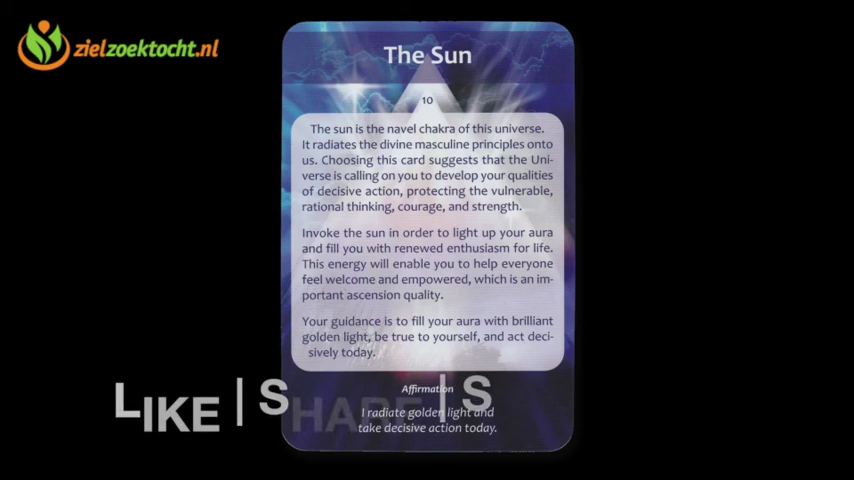 zielzoektocht.nl
The Sun
10
The sun is the navel chakra of this universe.
It radiates the divine masculine principles onto
us. Choosing this card suggests that the Uni-
verse is calling on you to develop your qualities
of decisive action, protecting the vulnerable,
rational thinking, courage, and strength.
Invoke the sun in order to light up your aura
and fill you with renewed enthusiasm for life.
This energy will enable you to help everyone
feel welcome and empowered, which is an im-
portant ascension quality.
Your guidance is to fill your aura with brilliant
golden light, be true to yourself, and act deci-
sively today.
Affirmation
I radiate golden light and
take decisive action today.
LIKE | SHARE | S